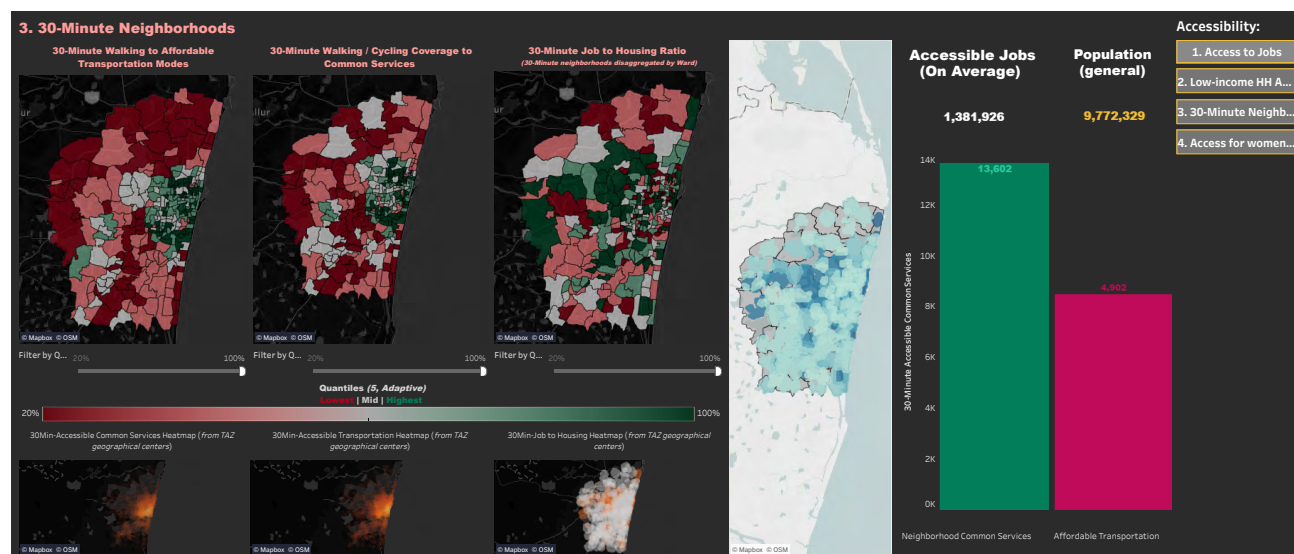 3. 30-Minute Neighborhoods
30-Minute Walking to Affordable
Transportation Modes
30-Minute Walking / Cycling Coverage to
Common Services
30-Minute Job to Housing Ratio
(30-Minute neighborhoods disaggregated by Ward)
ur
llur
ur
© Mapbox © OSM
© Mapbox © OSM
© Mapbox © OSM
Filter by Q... 20% 100%
Filter by Q... 20% 100%
Filter by Q... 20% 100%
Quantiles (5, Adaptive)
Lowest | Mid | Highest
20% 100%
30Min-Accessible Common Services Heatmap (from TAZ
geographical centers)
30Min-Accessible Transportation Heatmap (from TAZ
geographical centers)
30Min-Job to Housing Heatmap (from TAZ geographical
centers)
© Mapbox © OSM
© Mapbox © OSM
© Mapbox © OSM
© Mapbox © OSM
Accessible Jobs
(On Average)
1,381,926
Population
(general)
9,772,329
30-Minute Accessible Common Services
14K
12K
10K
8K
6K
4K
2K
0K
13,602
4,902
Neighborhood Common Services
Affordable Transportation
Accessibility:
1. Access to Jobs
2. Low-income HH A...
3. 30-Minute Neighb...
4. Access for women...